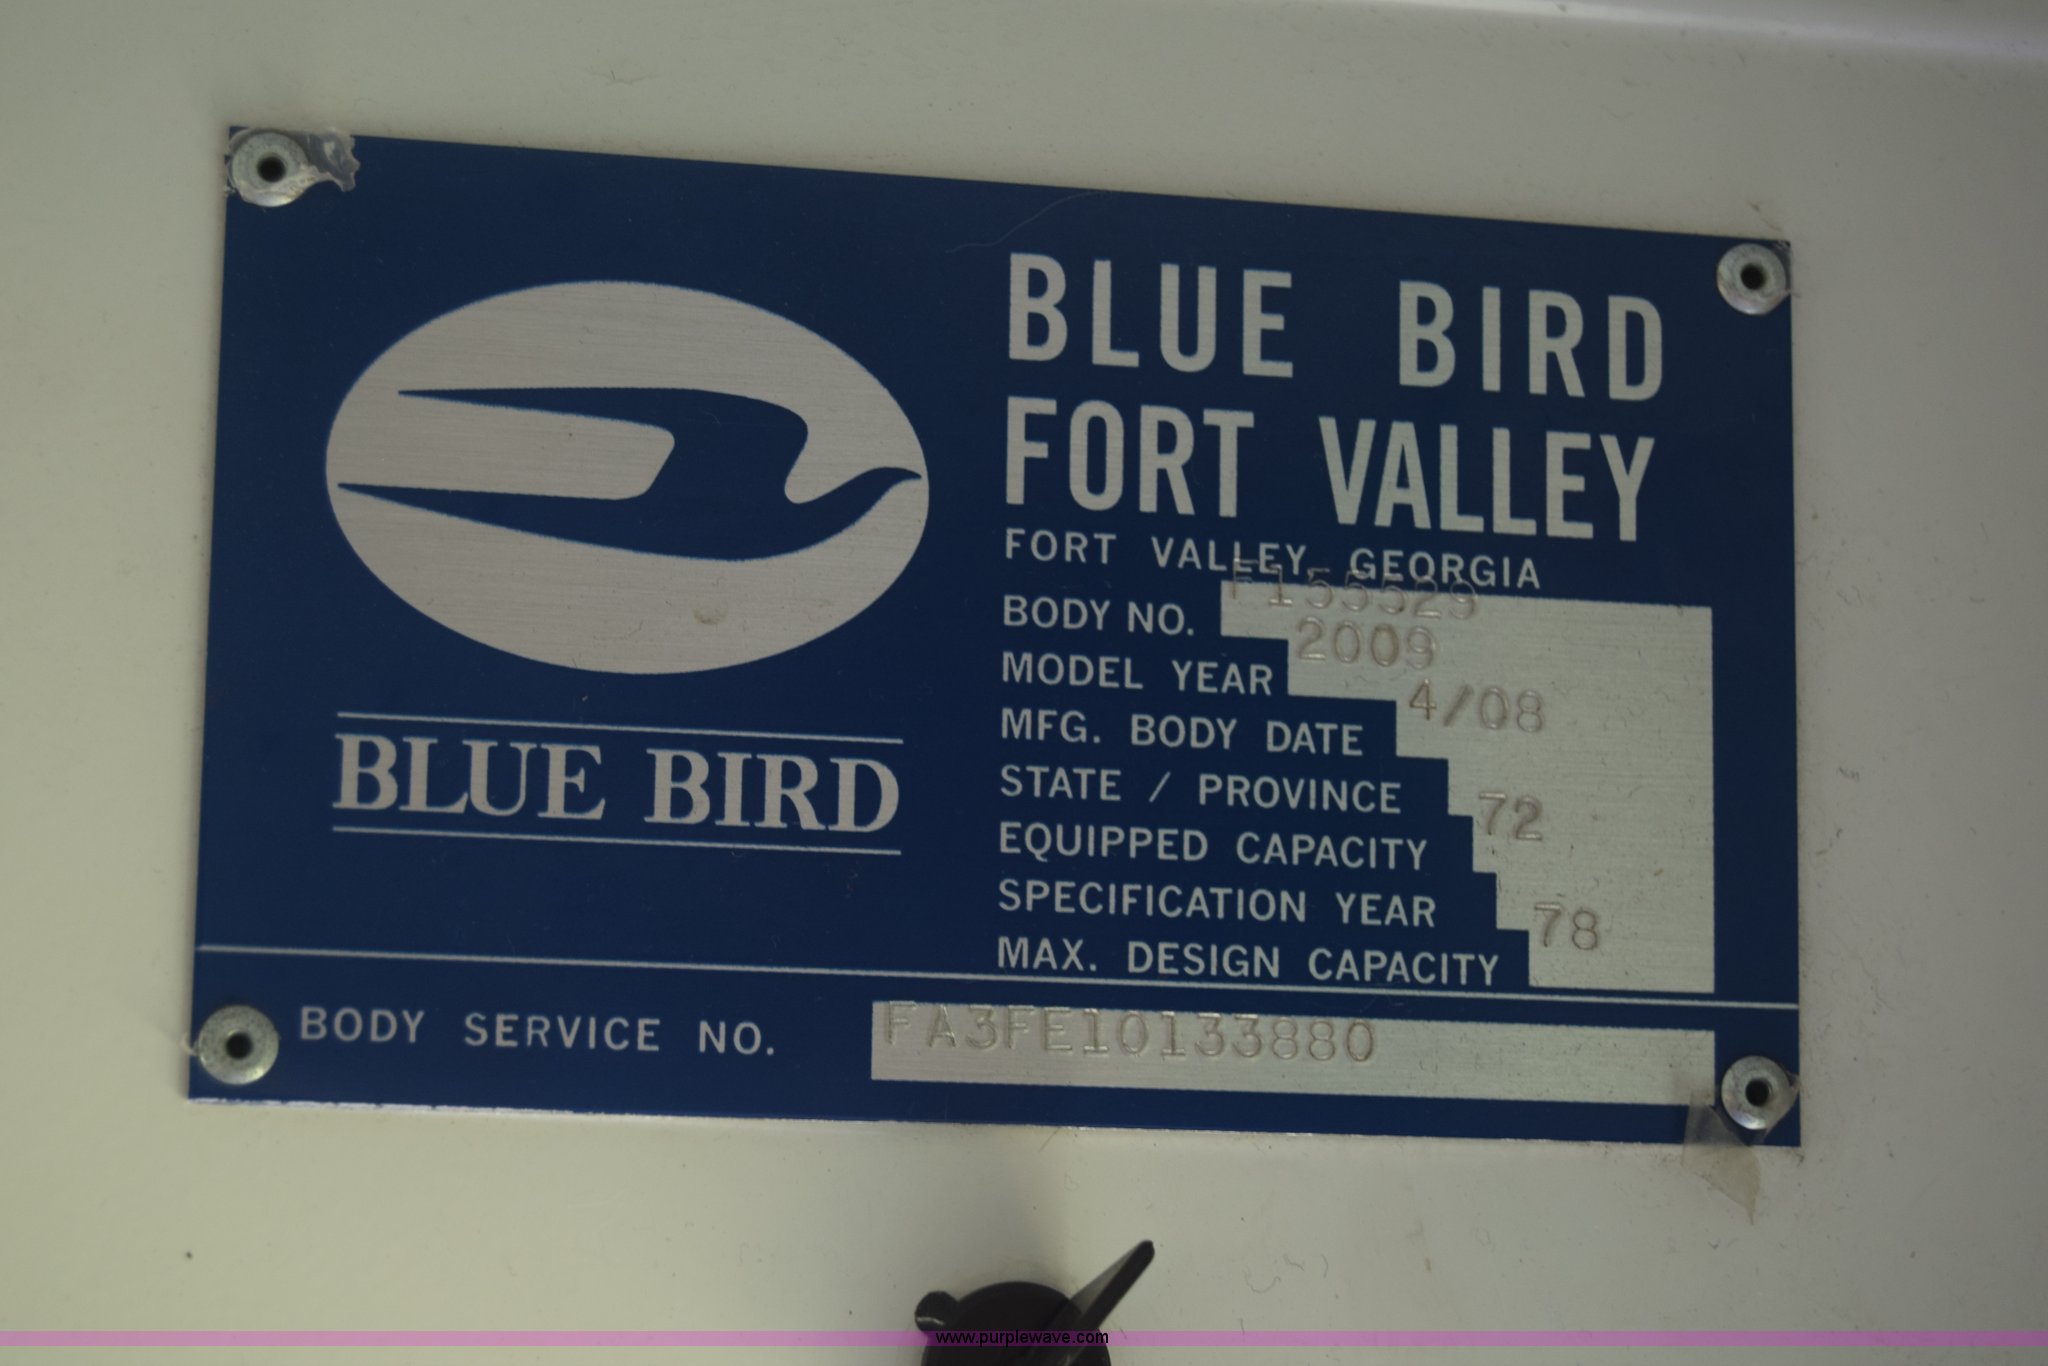 BLUE BIRD
FORT VALLEY
FORT VALLEY, GEORGIA
BODY NO. F155529
MODEL YEAR 2009
MFG. BODY DATE 4/08
STATE / PROVINCE
EQUIPPED CAPACITY 72
SPECIFICATION YEAR
MAX. DESIGN CAPACITY 78
BLUE BIRD
BODY SERVICE NO. FA3FE10133880
www.purplewave.com